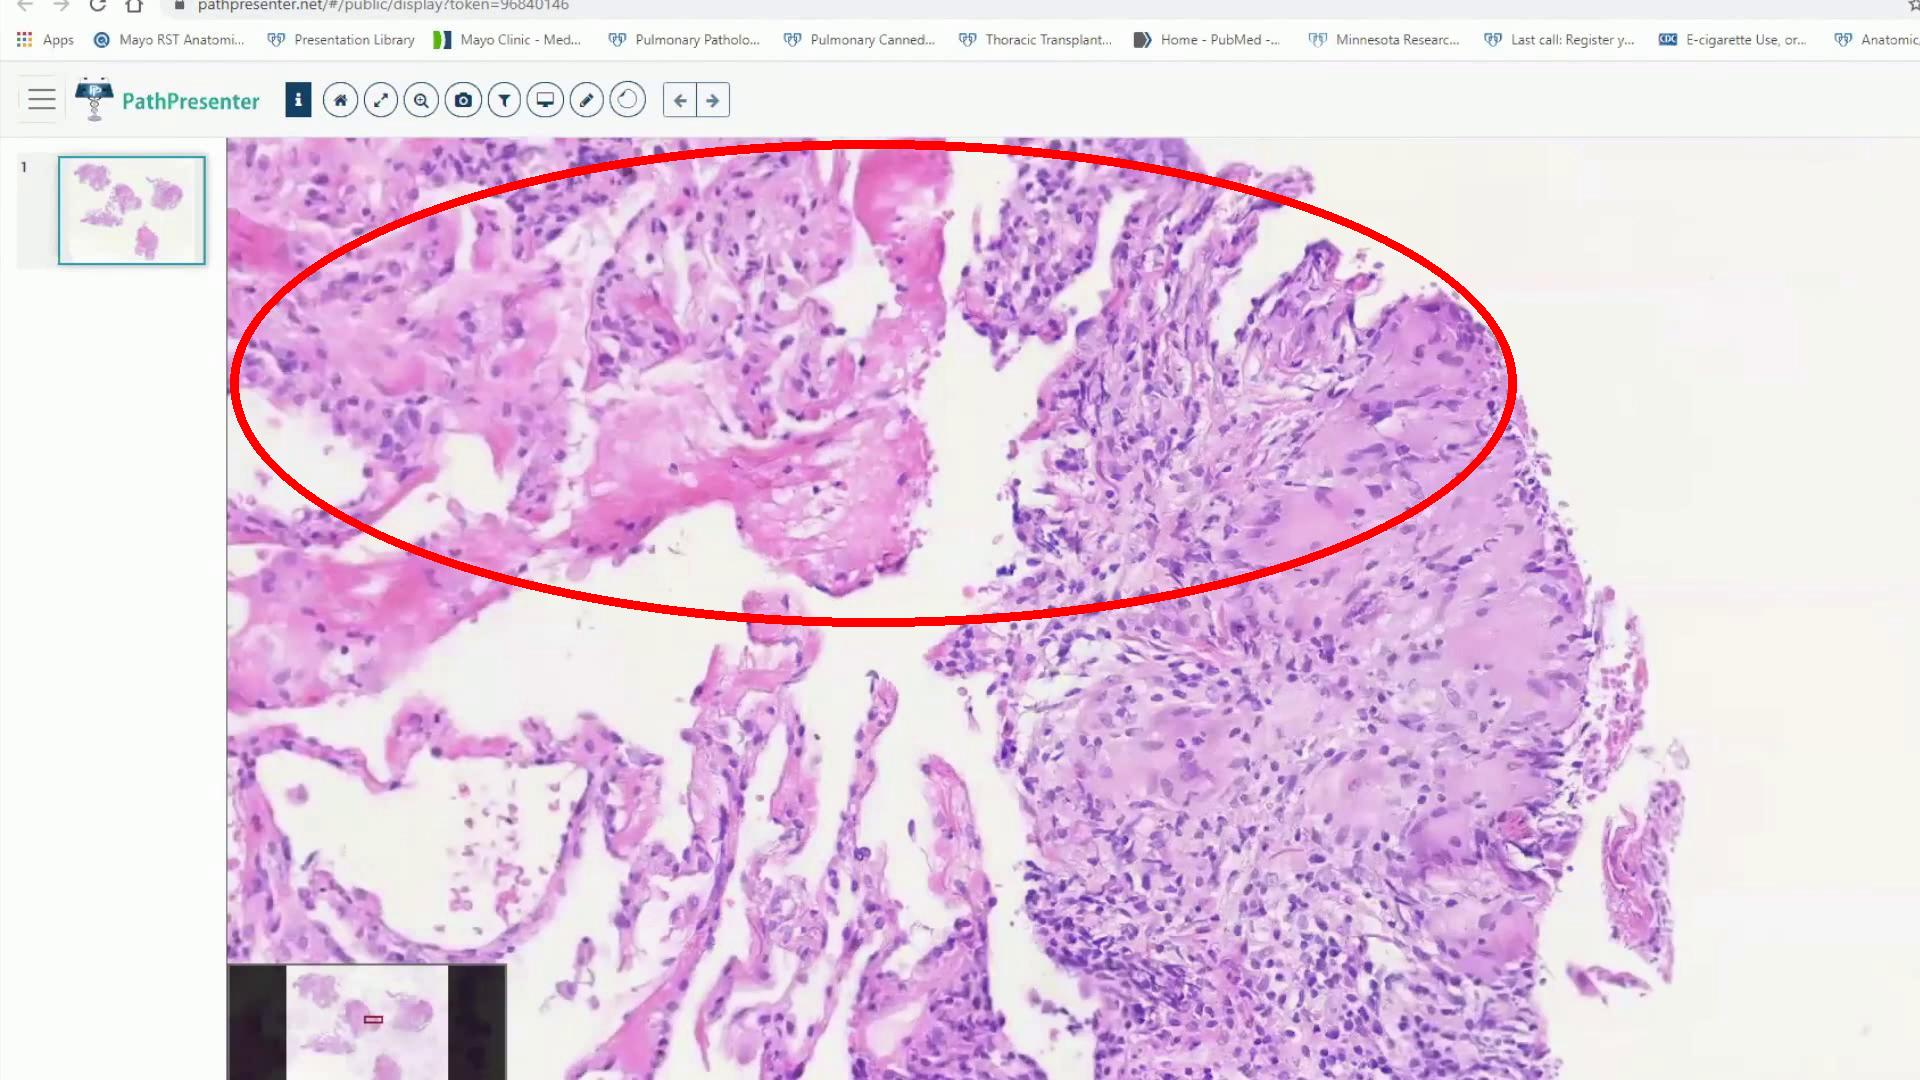 pathpresenter.net/#/public/display?token=96840146
Apps Mayo RST Anatomi... Presentation Library Mayo Clinic - Med... Pulmonary Patholo... Pulmonary Canned... Thoracic Transplant... Home - PubMed -... Minnesota Researc... Last call: Register y... E-cigarette Use, or... Anatomic
PathPresenter i
1